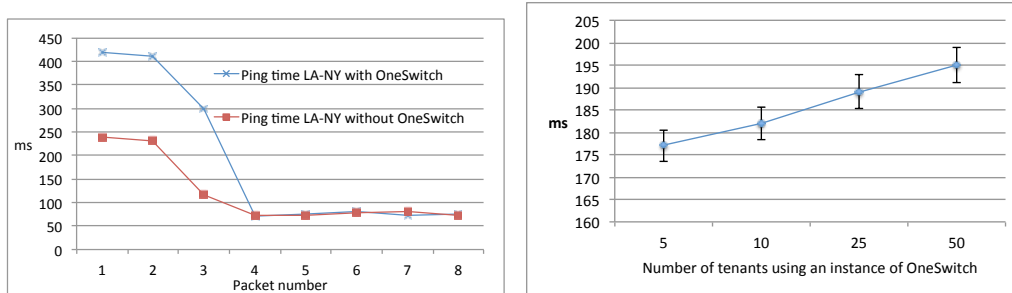 450
400
350
300
250
200
150
100
50
0
ms
Ping time LA-NY with OneSwitch
Ping time LA-NY without OneSwitch
1 2 3 4 5 6 7 8
Packet number
205
200
195
190
185
180
175
170
165
160
ms
5 10 25 50
Number of tenants using an instance of OneSwitch